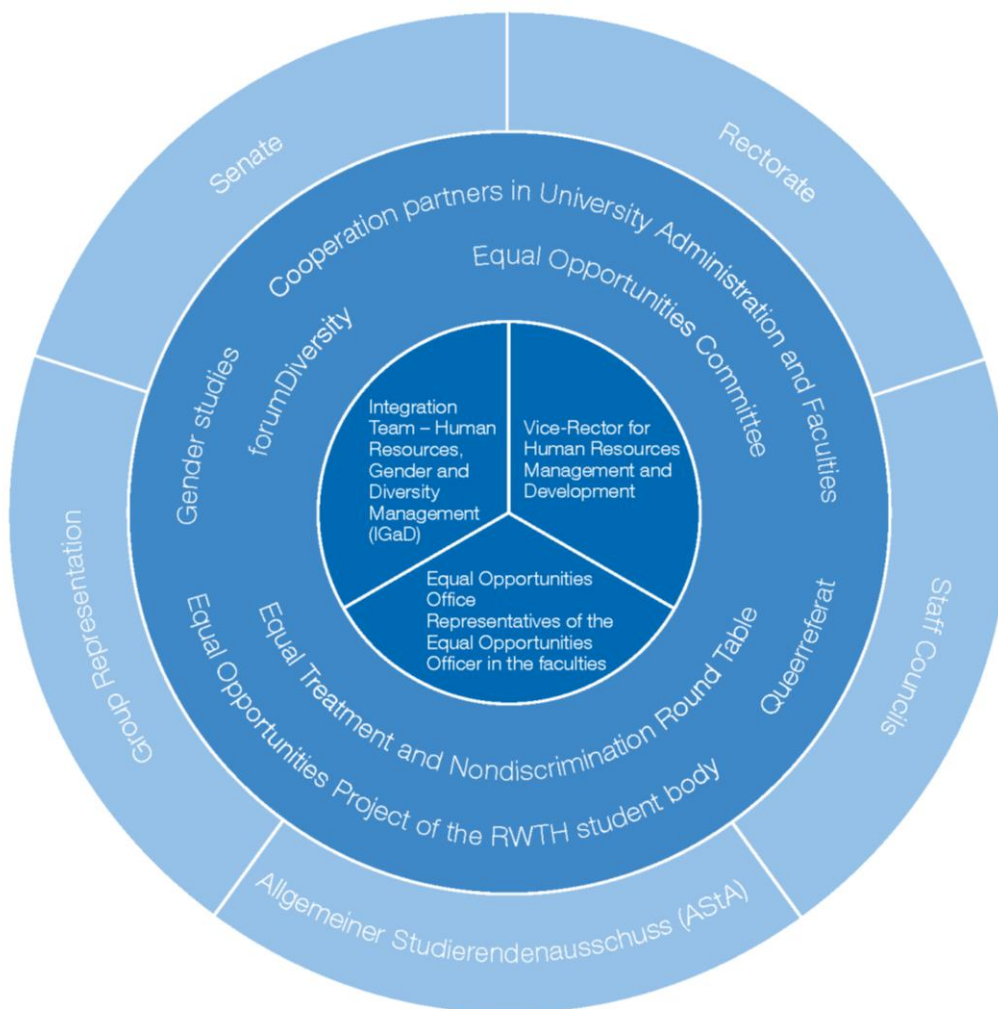 Senate
Rectorate
Cooperation partners in University Administration and Faculties
Equal Opportunities Committee
Gender studies
forumDiversity
Integration
Team – Human
Resources,
Gender and
Diversity
Management
(IGaD)
Vice-Rector for
Human Resources
Management and
Development
Equal Opportunities
Office
Representatives of the
Equal Opportunities
Officer in the faculties
Group Representation
Staff Councils
Queerreferat
Equal Treatment and Nondiscrimination Round Table
Equal Opportunities Project of the RWTH student body
Allgemeiner Studierendenausschuss (AStA)